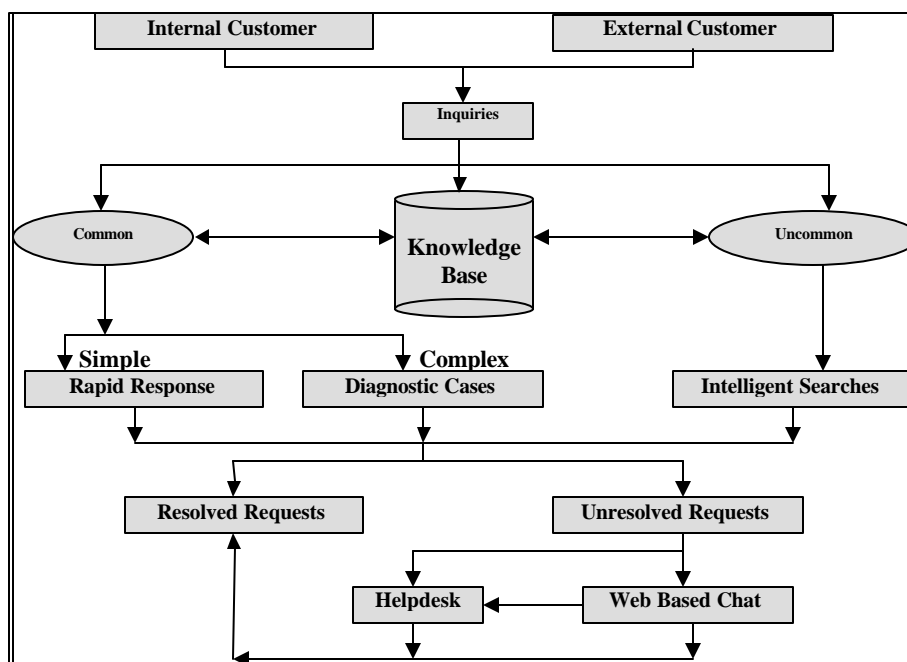 Internal Customer
External Customer
Inquiries
Common
Knowledge
Base
Uncommon
Simple
Complex
Rapid Response
Diagnostic Cases
Intelligent Searches
Resolved Requests
Unresolved Requests
Helpdesk
Web Based Chat